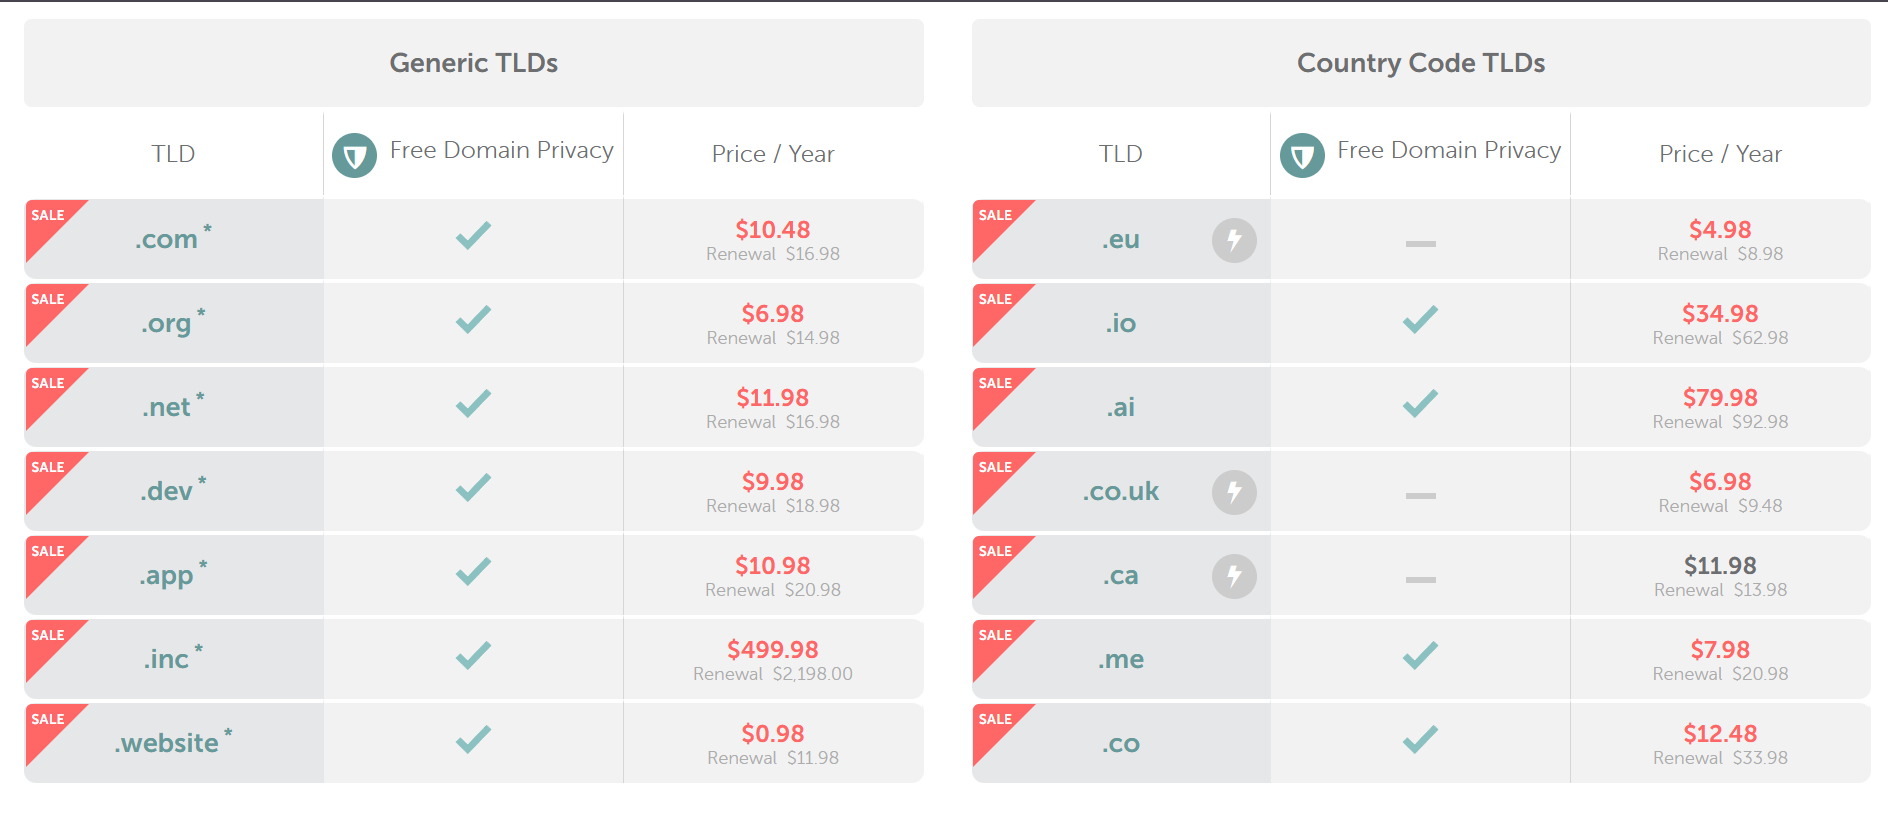 Generic TLDs
TLD
Free Domain Privacy
Price / Year
SALE
.com *
$10.48
Renewal $16.98
SALE
.org *
$6.98
Renewal $14.98
SALE
.net *
$11.98
Renewal $16.98
SALE
.dev *
$9.98
Renewal $18.98
SALE
.app *
$10.98
Renewal $20.98
SALE
.inc *
$499.98
Renewal $2,198.00
SALE
.website *
$0.98
Renewal $11.98
Country Code TLDs
TLD
Free Domain Privacy
Price / Year
SALE
.eu
$4.98
Renewal $8.98
SALE
.io
$34.98
Renewal $62.98
SALE
.ai
$79.98
Renewal $92.98
SALE
.co.uk
$6.98
Renewal $9.48
SALE
.ca
$11.98
Renewal $13.98
SALE
.me
$7.98
Renewal $20.98
SALE
.co
$12.48
Renewal $33.98